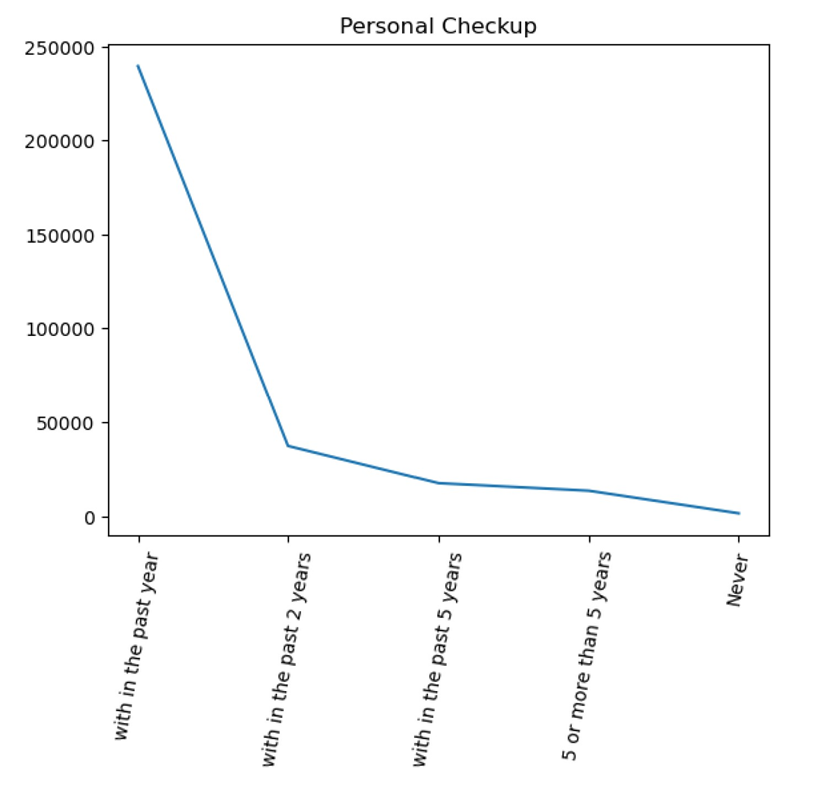 Personal Checkup
250000
200000
150000
100000
50000
0
with in the past year
with in the past 2 years
with in the past 5 years
5 or more than 5 years
Never